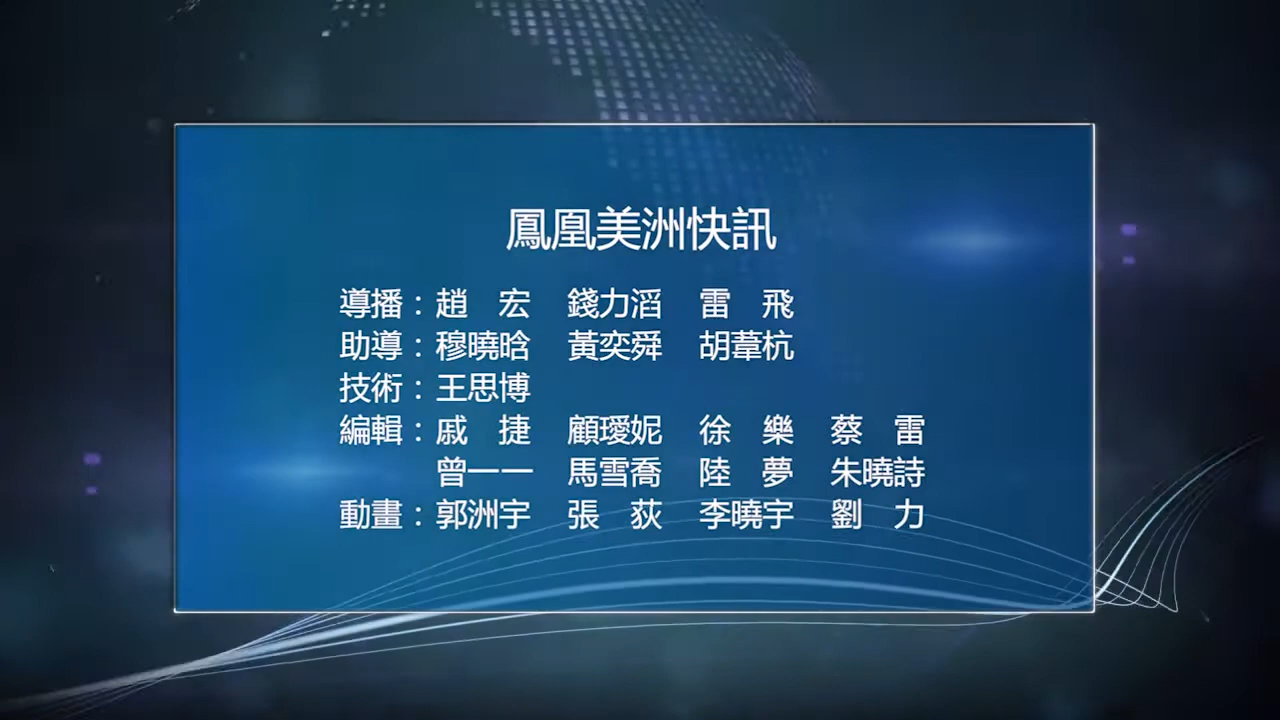 鳳凰美洲快訊
導播：趙　宏　錢力滔　雷　飛
助導：穆曉晗　黃奕舜　胡葦杭
技術：王思博
編輯：戚　捷　顧璦妮　徐　樂　蔡　雷
曾一一　馬雪喬　陸　夢　朱曉詩
動畫：郭洲宇　張　荻　李曉宇　劉　力